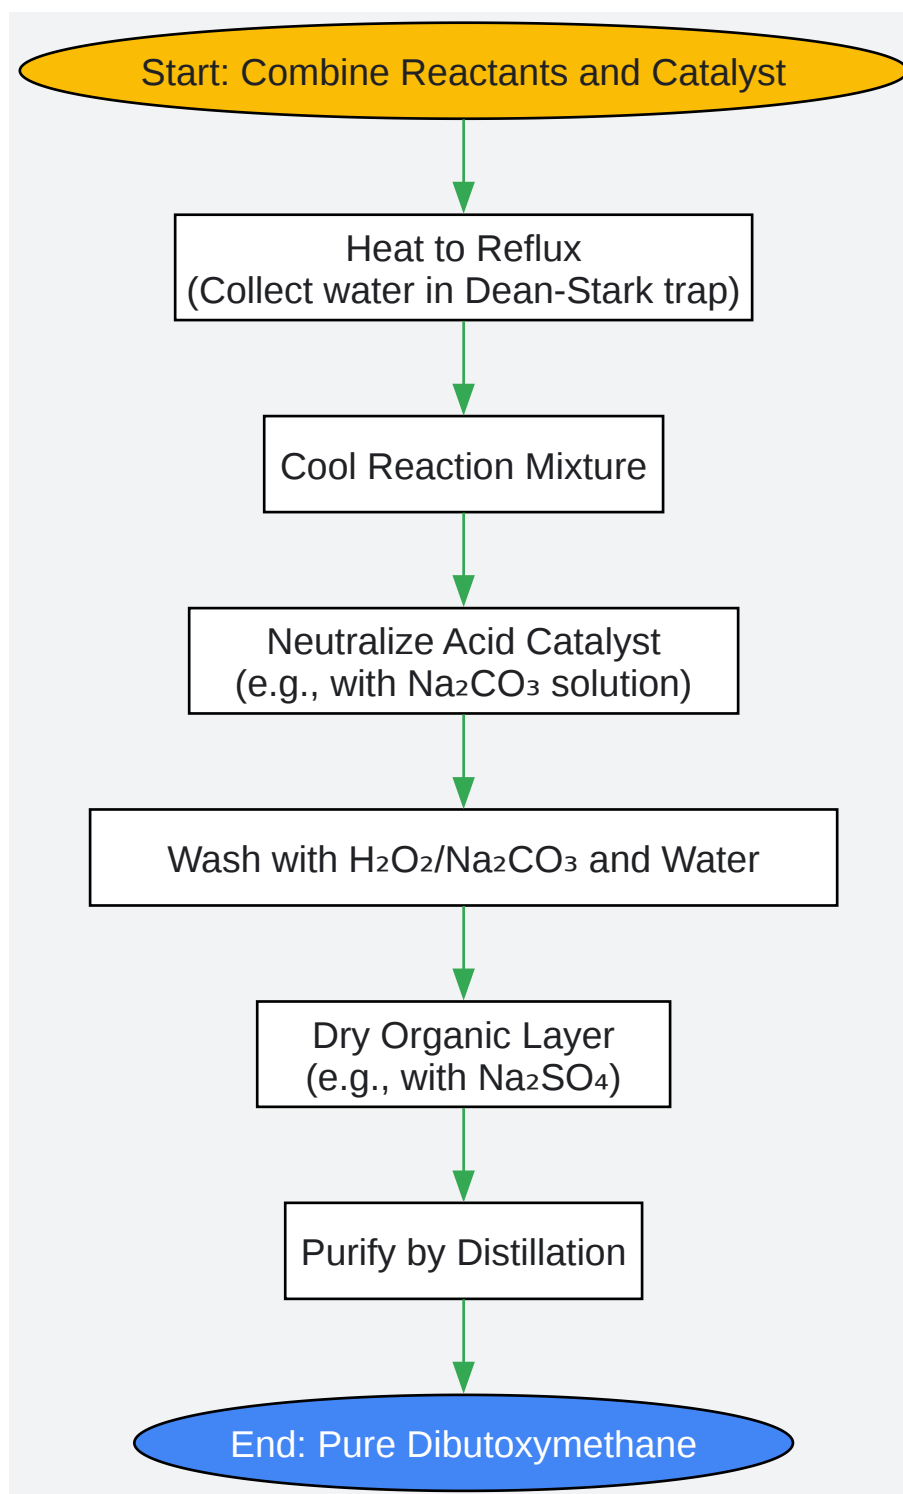 Start: Combine Reactants and Catalyst
Heat to Reflux
(Collect water in Dean-Stark trap)
Cool Reaction Mixture
Neutralize Acid Catalyst
(e.g., with Na₂CO₃ solution)
Wash with H₂O₂/Na₂CO₃ and Water
Dry Organic Layer
(e.g., with Na₂SO₄)
Purify by Distillation
End: Pure Dibutoxymethane